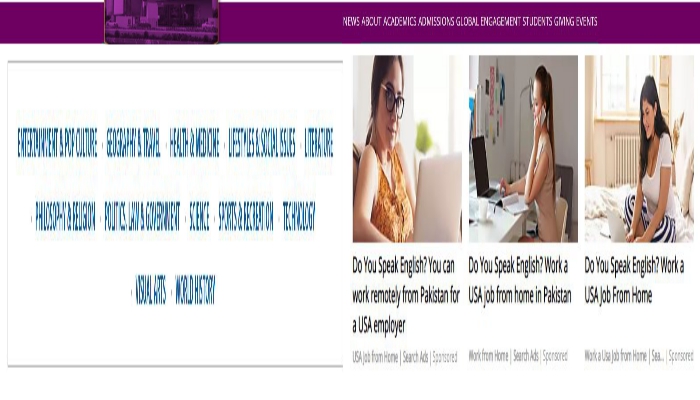 NEWS ABOUT ACADEMICS ADMISSIONS GLOBAL ENGAGEMENT STUDENTS GIVING EVENTS
ENTERTAINMENT & POP CULTURE · GEOGRAPHY & TRAVEL · HEALTH & MEDICINE · LIFESTYLES & SOCIAL ISSUES · LITERATURE
· PHILOSOPHY & RELIGION · POLITICS, LAW & GOVERNMENT · SCIENCE · SPORTS & RECREATION · TECHNOLOGY
· VISUAL ARTS · WORLD HISTORY
Do You Speak English? You can
work remotely from Pakistan for
a USA employer
USA Job from Home | Search Ads | Sponsored
Do You Speak English? Work a
USA job from home in Pakistan
Work from Home | Search Ads | Sponsored
Do You Speak English? Work a
USA Job From Home
Work a Usa Job from Home | Sea... | Sponsored